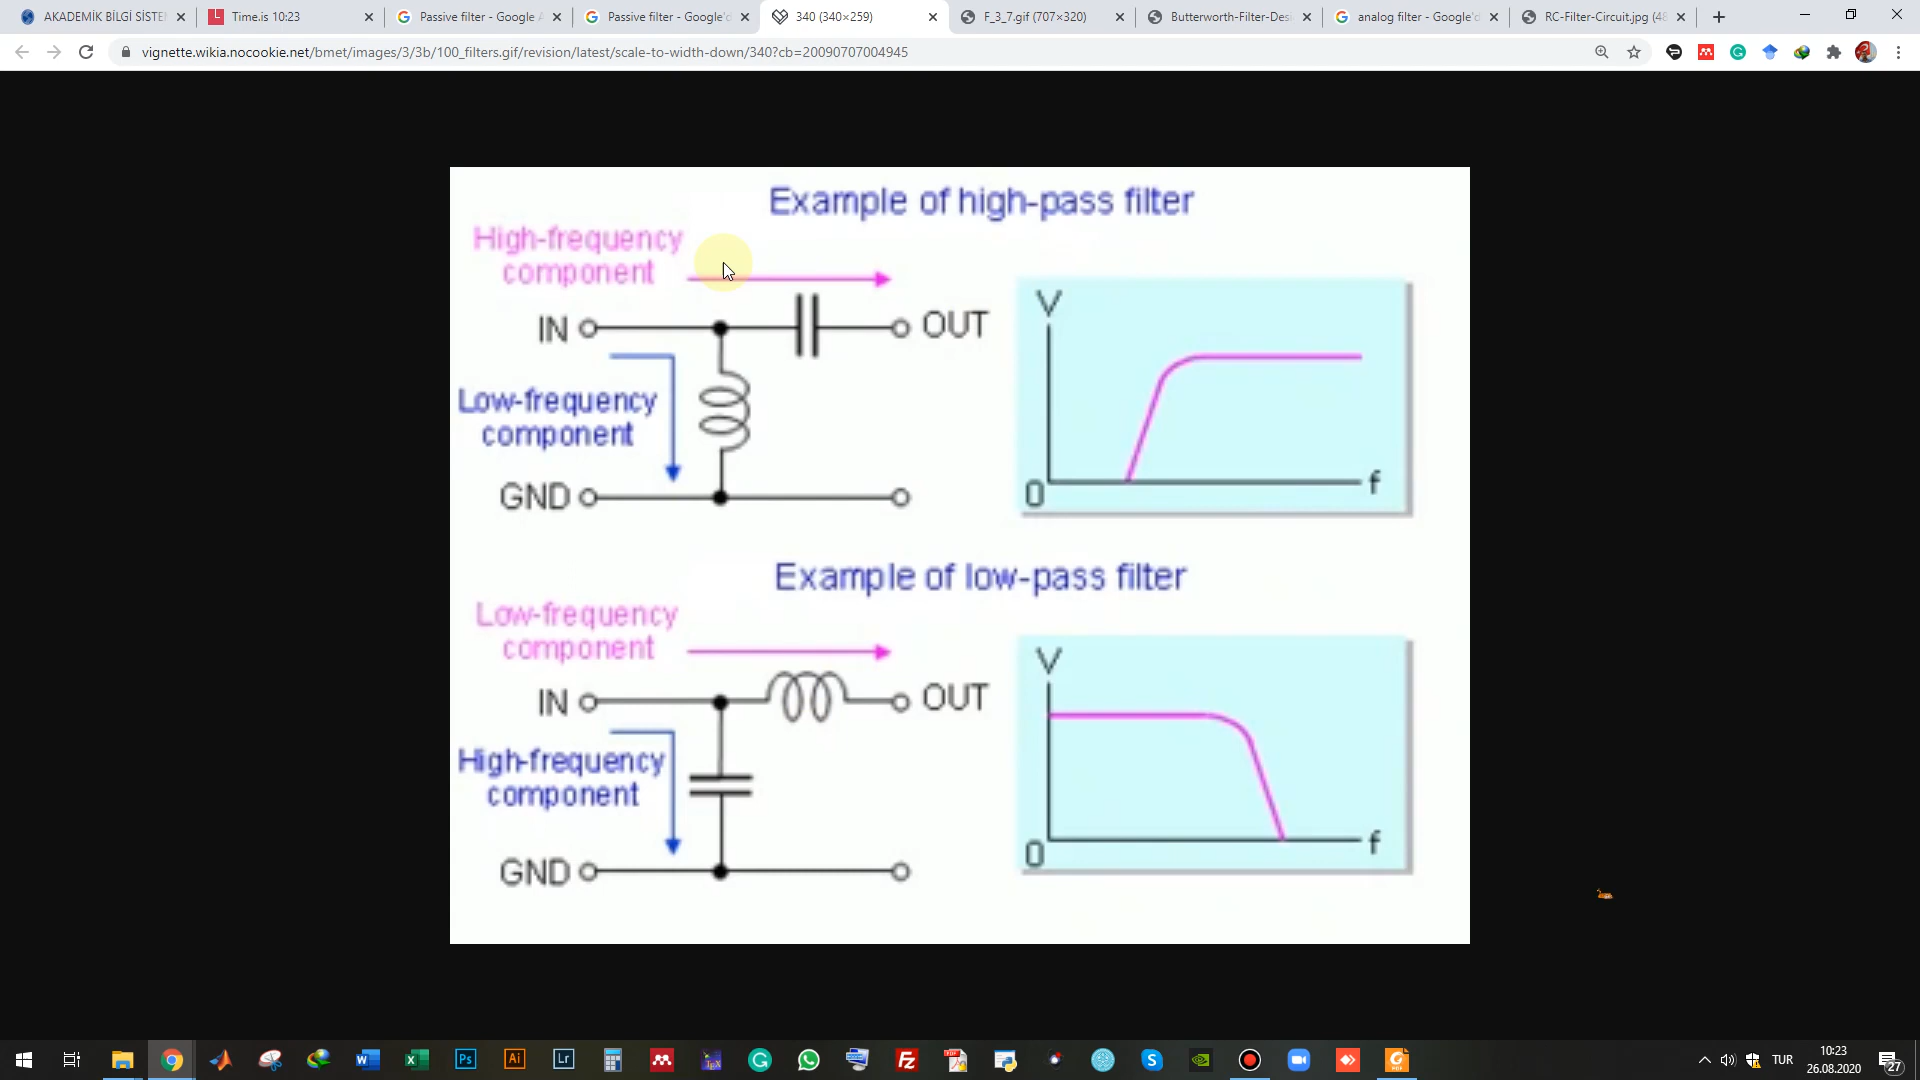 AKADEMİK BİLGİ SİSTE
Time.is 10:23
Passive filter - Google
Passive filter - Google'd
340 (340×259)
F_3_7.gif (707×320)
Butterworth-Filter-Des
analog filter - Google'd
RC-Filter-Circuit.jpg (48
vignette.wikia.nocookie.net/bmet/images/3/3b/100_filters.gif/revision/latest/scale-to-width-down/340?cb=20090707004945
Example of high-pass filter
High-frequency
component
IN
OUT
Low-frequency
component
GND
V
0
f
Example of low-pass filter
Low-frequency
component
IN
OUT
High-frequency
component
GND
V
0
f
TUR
10:23
26.08.2020
27